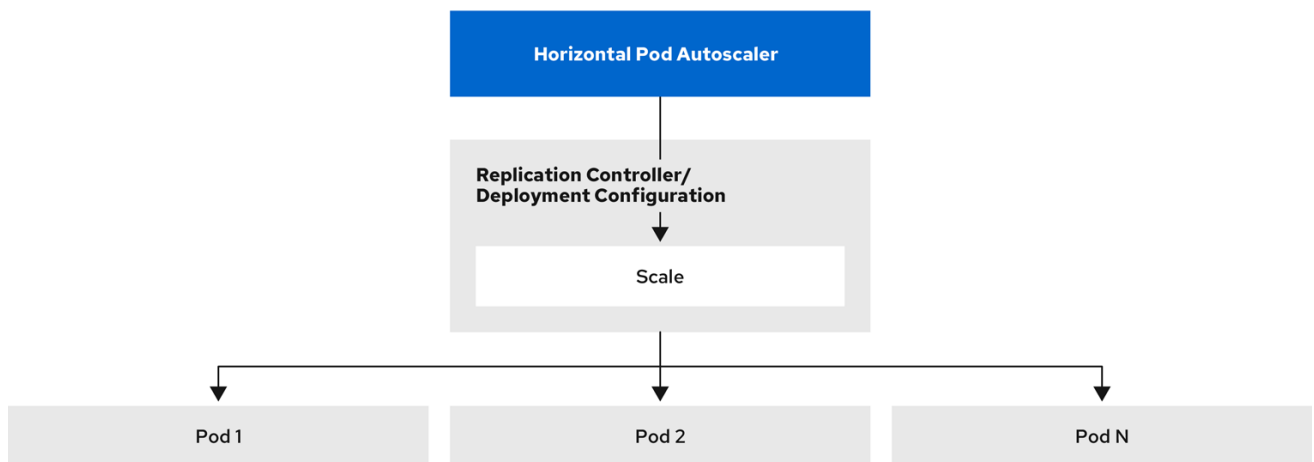 Horizontal Pod Autoscaler
Replication Controller/
Deployment Configuration
Scale
Pod 1
Pod 2
Pod N